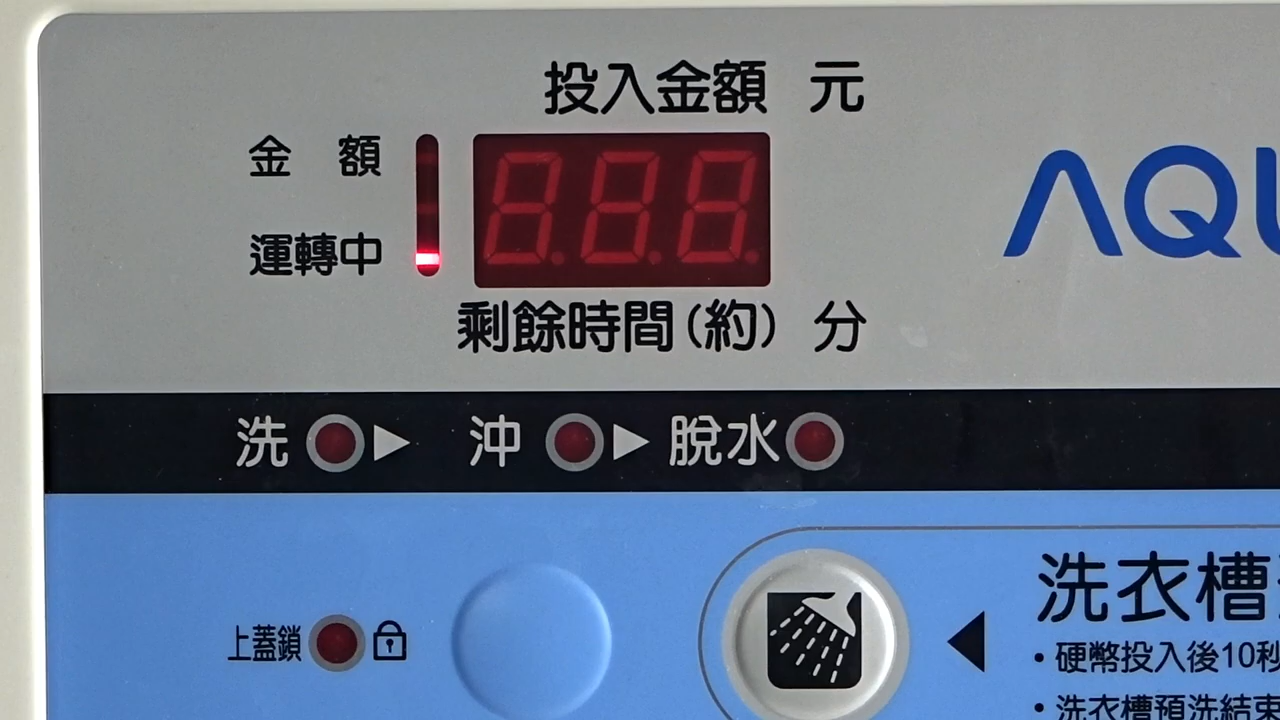 投入金額 元
金額
運轉中
剩餘時間(約) 分
洗 沖 脫水
上蓋鎖
洗衣槽
•硬幣投入後10秒
•洗衣槽預洗結束